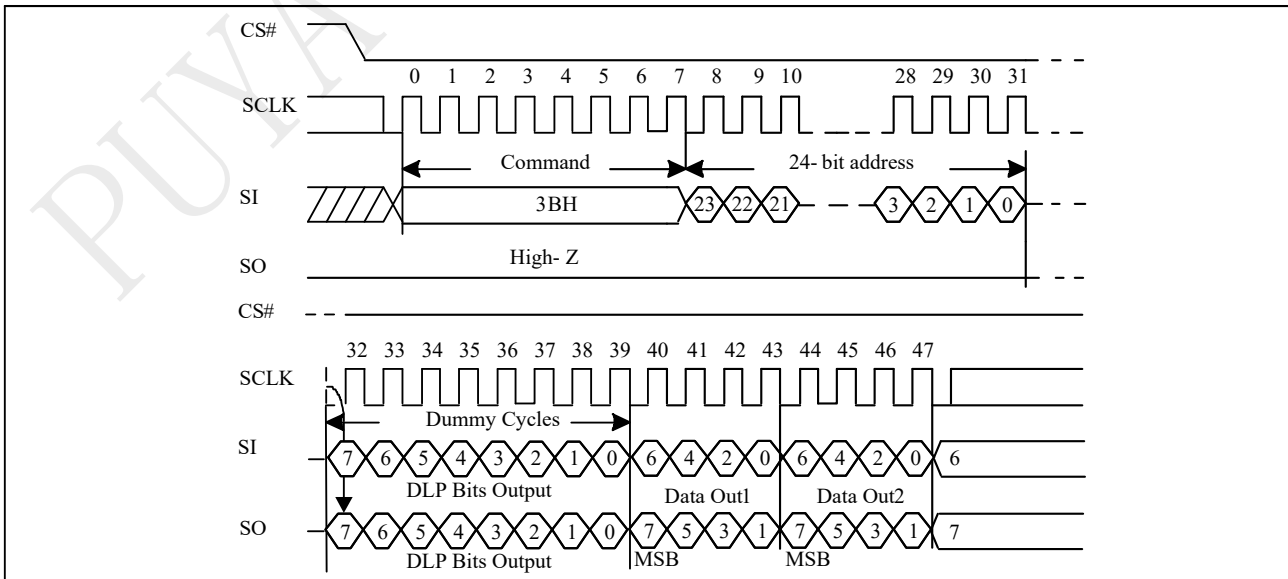 PUYA
CS#
0 1 2 3 4 5 6 7 8 9 10 28 29 30 31
SCLK
Command 24- bit address
SI 3BH 23 22 21 3 2 1 0
SO High- Z
CS#
32 33 34 35 36 37 38 39 40 41 42 43 44 45 46 47
SCLK
Dummy Cycles
SI 7 6 5 4 3 2 1 0 6 4 2 0 6 4 2 0 6
DLP Bits Output Data Out1 Data Out2
SO 7 6 5 4 3 2 1 0 7 5 3 1 7 5 3 1 7
DLP Bits Output MSB MSB